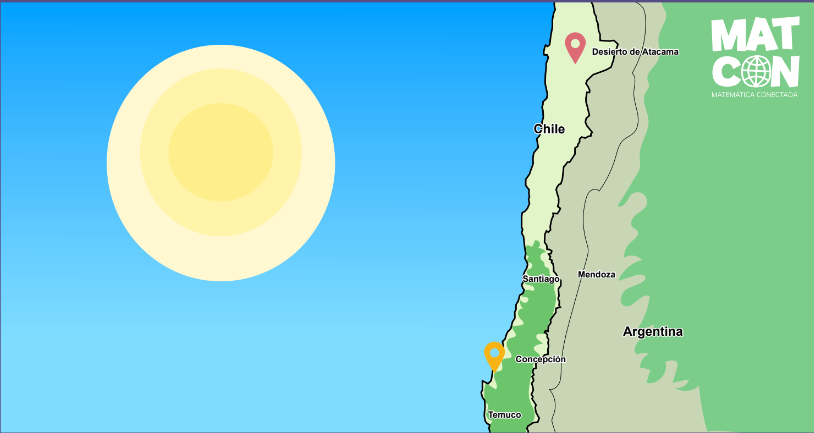 MAT
CON
MATEMÁTICA CONECTADA
Desierto de Atacama
Chile
Santiago
Mendoza
Argentina
Concepción
Temuco